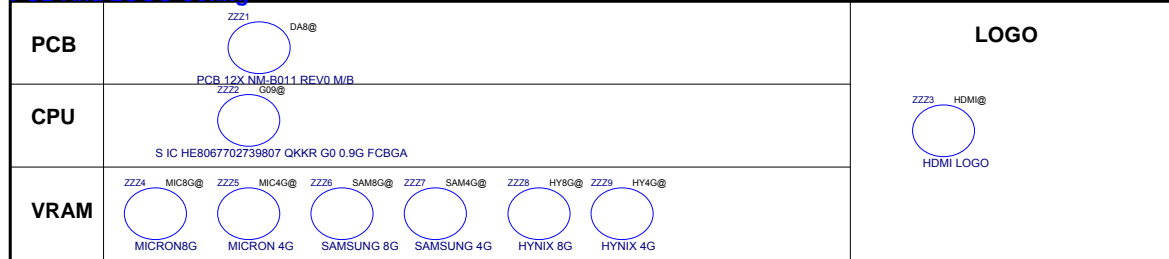 PCB
ZZZ1
DA8@
PCB 12X NM-B011 REV0 M/B
LOGO
CPU
ZZZ2 G09@
S IC HE8067702739807 QKKR G0 0.9G FCBGA
ZZZ3 HDMI@
HDMI LOGO
VRAM
ZZZ4 MIC8G@ ZZZ5 MIC4G@ ZZZ6 SAM8G@ ZZZ7 SAM4G@ ZZZ8 HY8G@ ZZZ9 HY4G@
MICRON8G MICRON 4G SAMSUNG 8G SAMSUNG 4G HYNIX 8G HYNIX 4G